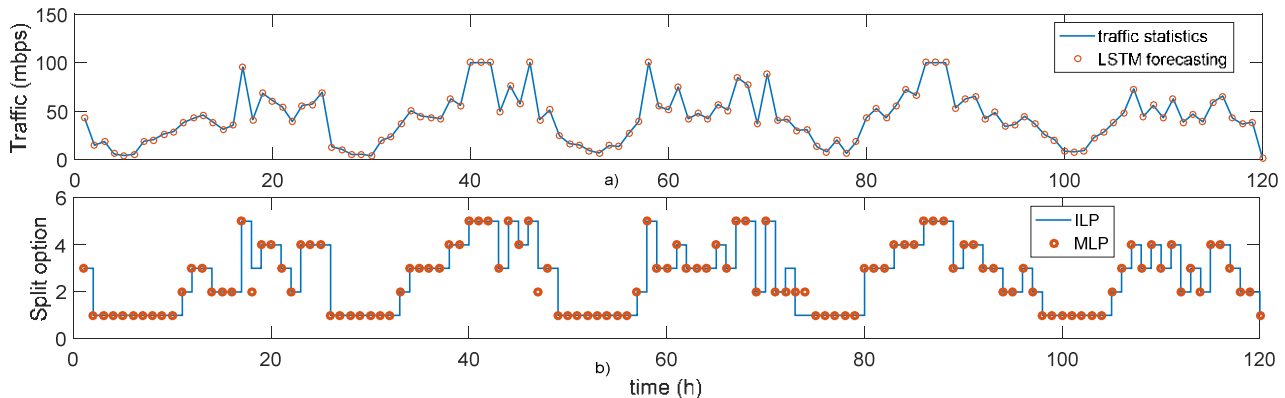 150
100
50
0
Traffic (mbps)
traffic statistics
LSTM forecasting
0 20 40 60 80 100 120
a)
6
4
2
0
Split option
ILP
MLP
0 20 40 60 80 100 120
b)
time (h)